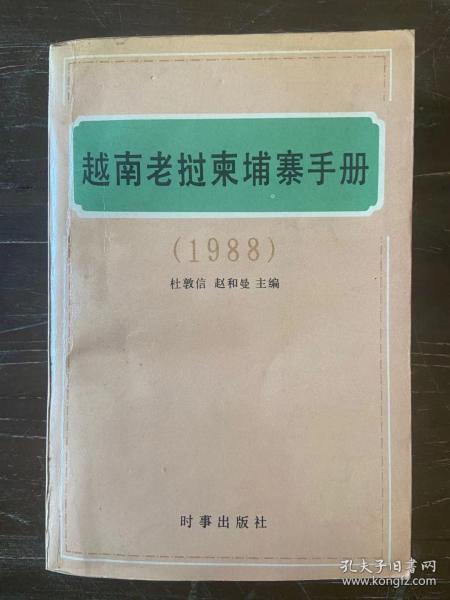 越南老挝柬埔寨手册
(1988)
杜敦信 赵和曼 主编
时事出版社
孔夫子旧书网
www.kongfz.com